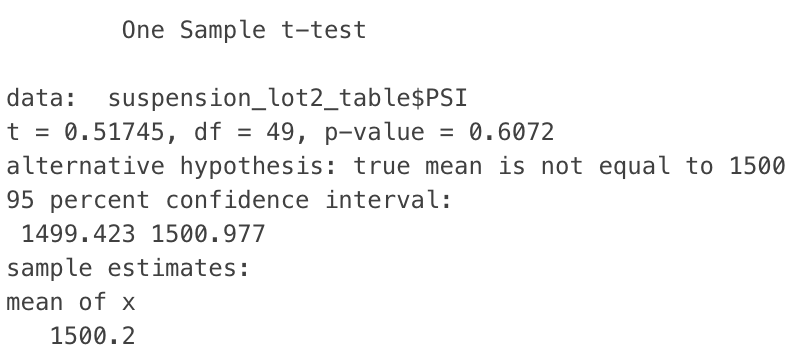 One Sample t-test
data:  suspension_lot2_table$PSI
t = 0.51745, df = 49, p-value = 0.6072
alternative hypothesis: true mean is not equal to 1500
95 percent confidence interval:
1499.423 1500.977
sample estimates:
mean of x
1500.2